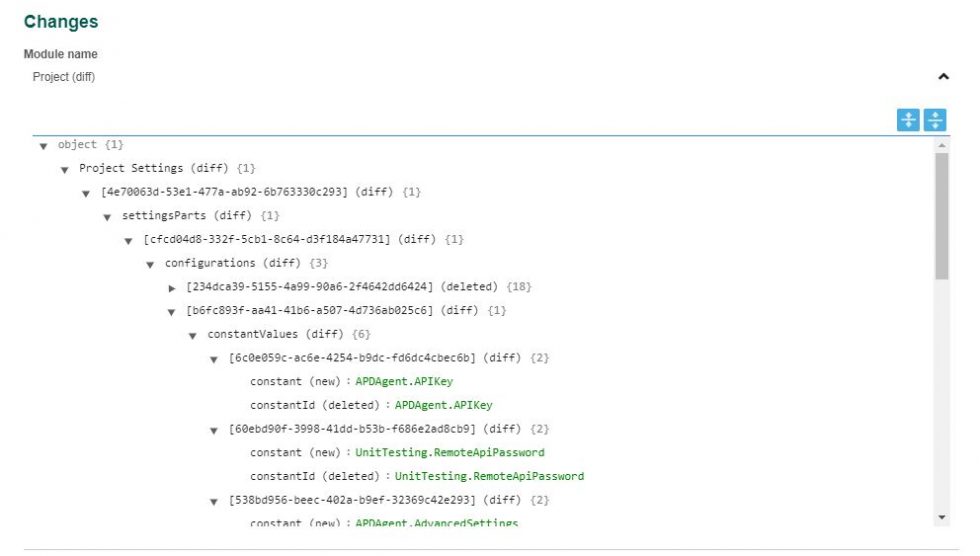 Changes
Module name
Project (diff)
object {1}
Project Settings (diff) {1}
[4e70063d-53e1-477a-ab92-6b763330c293] (diff) {1}
settingsParts (diff) {1}
[cfcd04d8-332f-5cb1-8c64-d3f184a47731] (diff) {1}
configurations (diff) {3}
[234dca39-5155-4a99-90a6-2f4642dd6424] (deleted) {18}
[b6fc893f-aa41-41b6-a507-4d736ab025c6] (diff) {1}
constantValues (diff) {6}
[6c0e059c-ac6e-4254-b9dc-fd6dc4cbec6b] (diff) {2}
constant (new) : APDAgent.APIKey
constantId (deleted) : APDAgent.APIKey
[60ebd90f-3998-41dd-b53b-f686e2ad8cb9] (diff) {2}
constant (new) : UnitTesting.RemoteApiPassword
constantId (deleted) : UnitTesting.RemoteApiPassword
[538bd956-beec-402a-b9ef-32369c42e293] (diff) {2}
constant (new) : APDAgent.AdvancedSettings